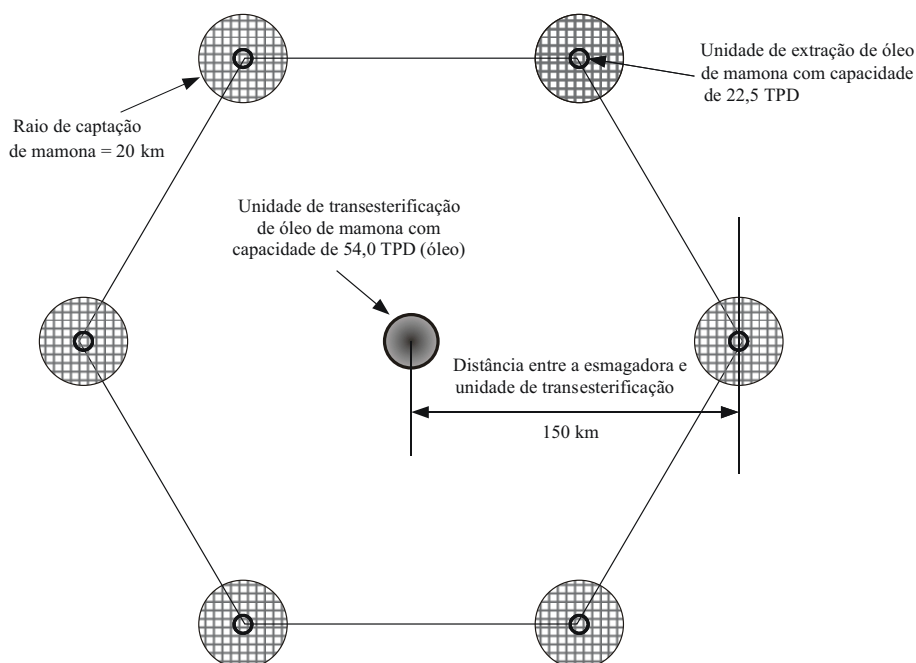 Unidade de extração de óleo
de mamona com capacidade
de 22,5 TPD
Raio de captação
de mamona = 20 km
Unidade de transesterificação
de óleo de mamona com
capacidade de 54,0 TPD (óleo)
Distância entre a esmagadora e
unidade de transesterificação
150 km